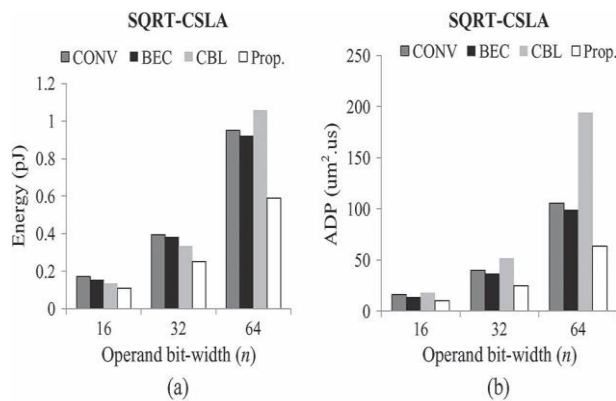 SQRT-CSLA
CONV BEC CBL Prop.
1.2
1
0.8
0.6
0.4
0.2
0
Energy (pJ)
16 32 64
Operand bit-width (n)
(a)
SQRT-CSLA
CONV BEC CBL Prop.
250
200
150
100
50
0
ADP (um².us)
16 32 64
Operand bit-width (n)
(b)